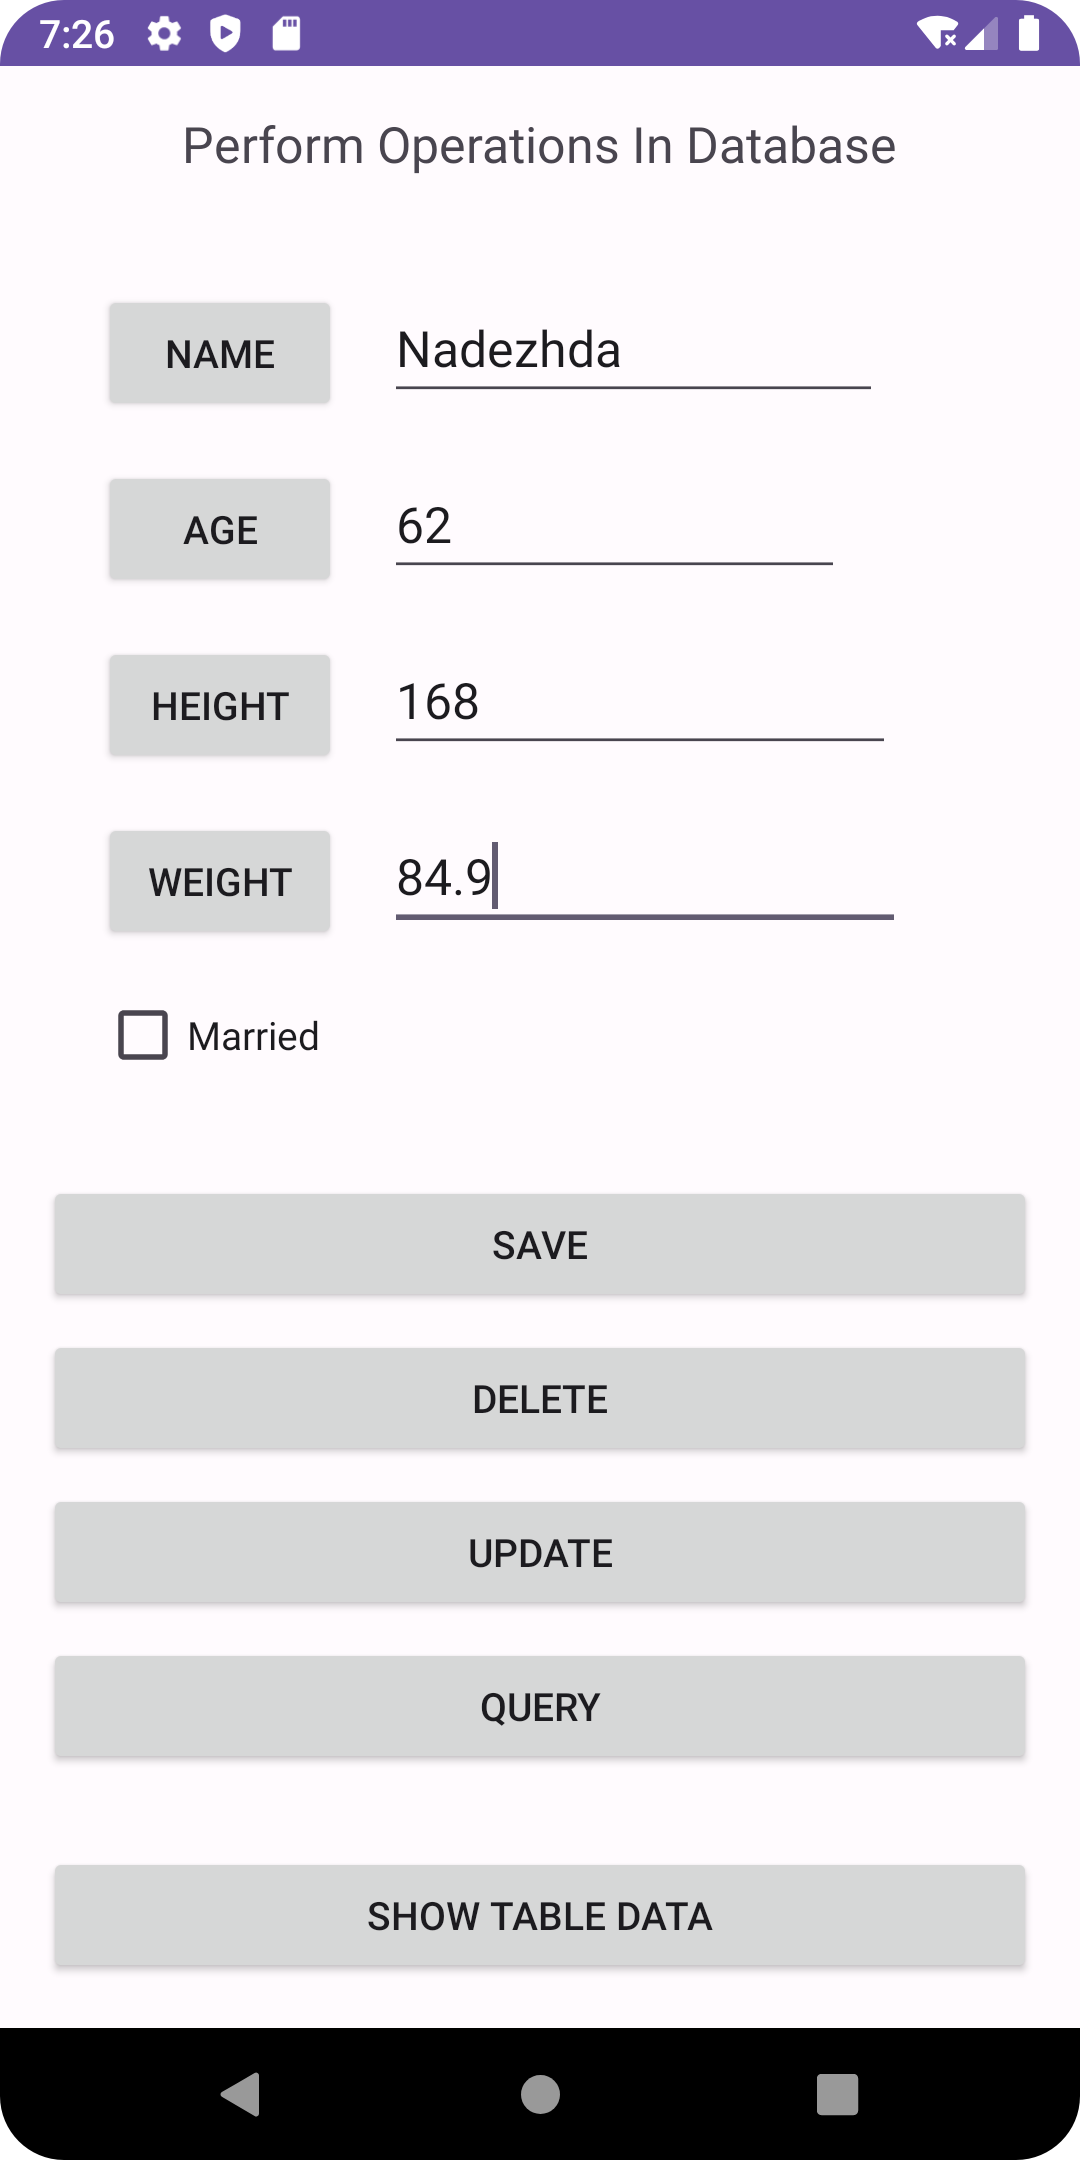 7:26
Perform Operations In Database
NAME Nadezhda
AGE 62
HEIGHT 168
WEIGHT 84.9
Married
SAVE
DELETE
UPDATE
QUERY
SHOW TABLE DATA